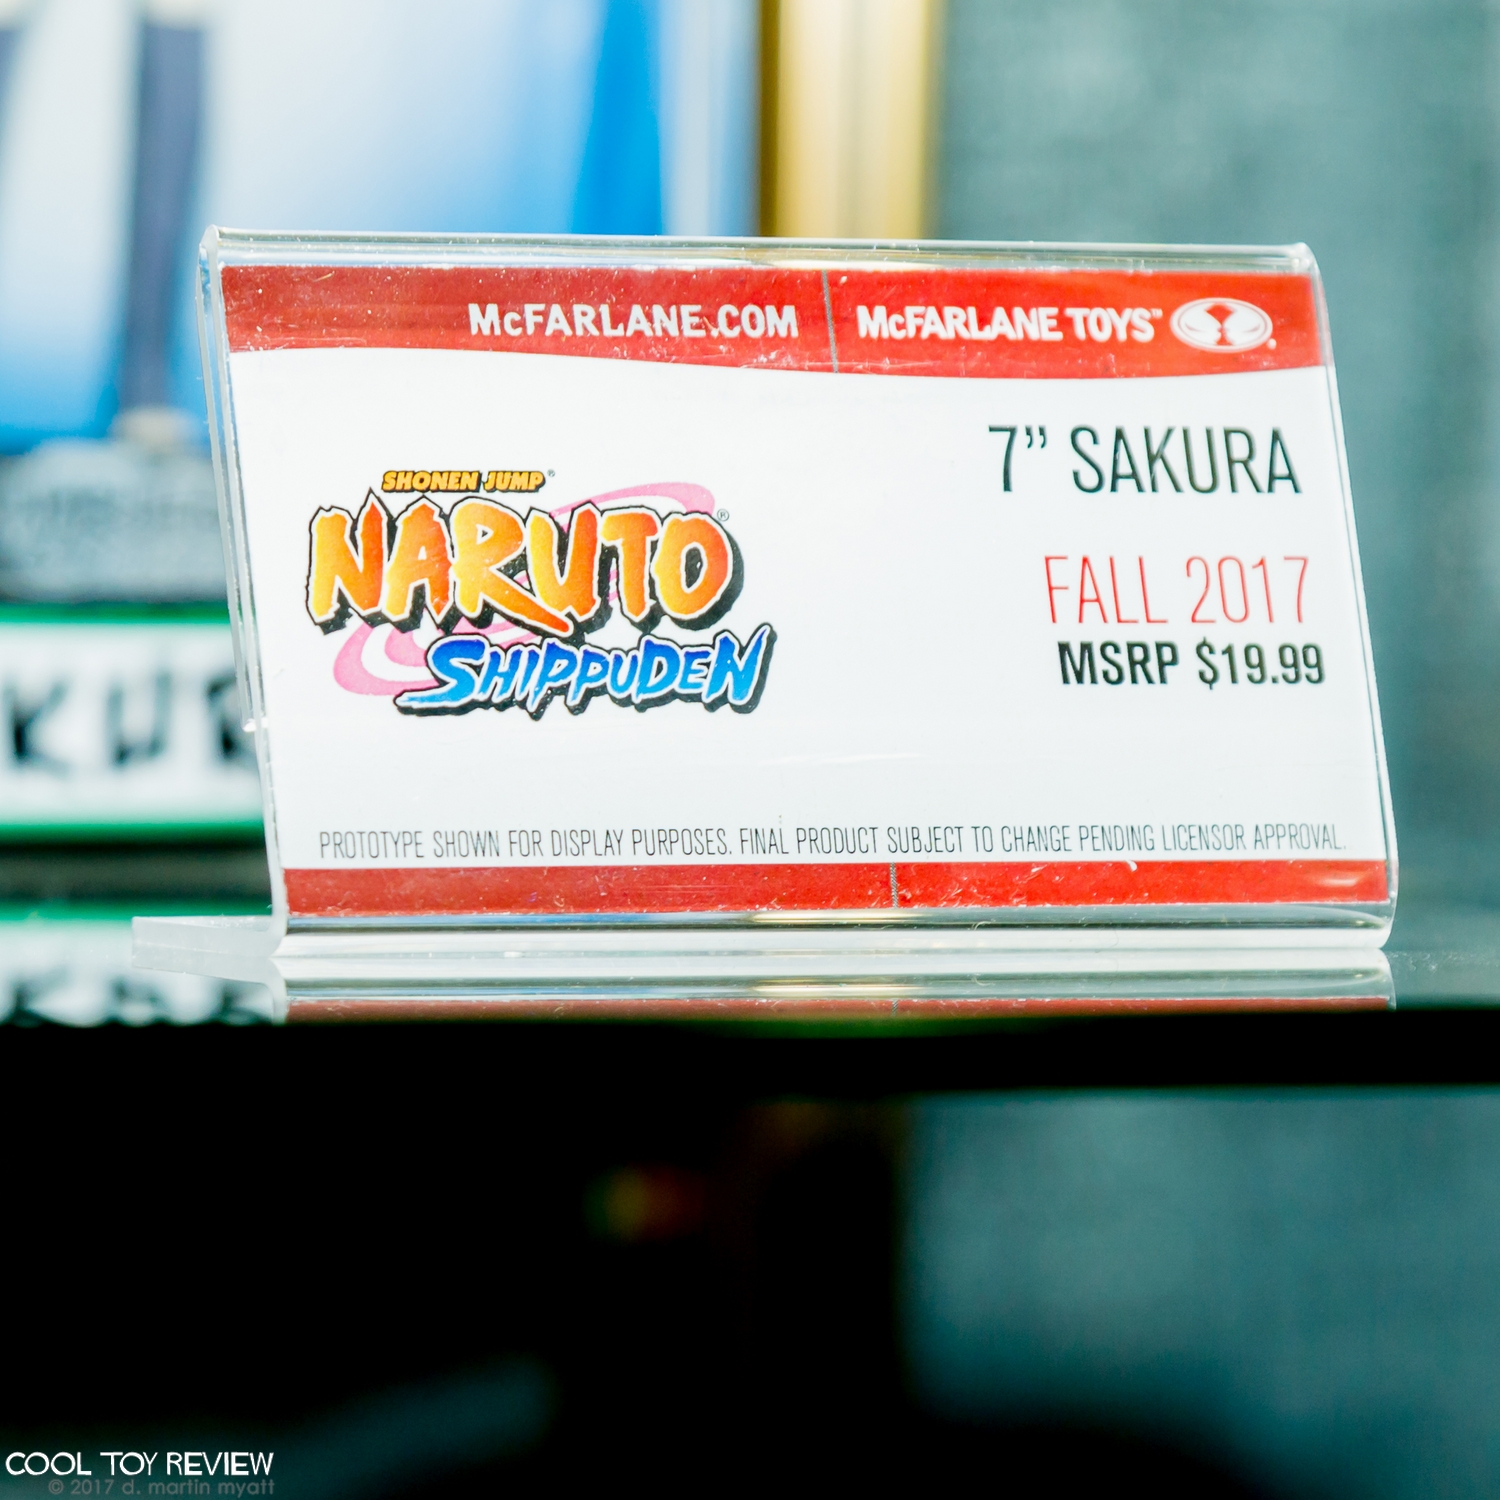 McFARLANE.COM
McFARLANE TOYS™
7” SAKURA
SHONEN JUMP®
NARUTO®
SHIPPUDEN
FALL 2017
MSRP $19.99
PROTOTYPE SHOWN FOR DISPLAY PURPOSES. FINAL PRODUCT SUBJECT TO CHANGE PENDING LICENSOR APPROVAL.
COOL TOY REVIEW
© 2017 d. martin myatt